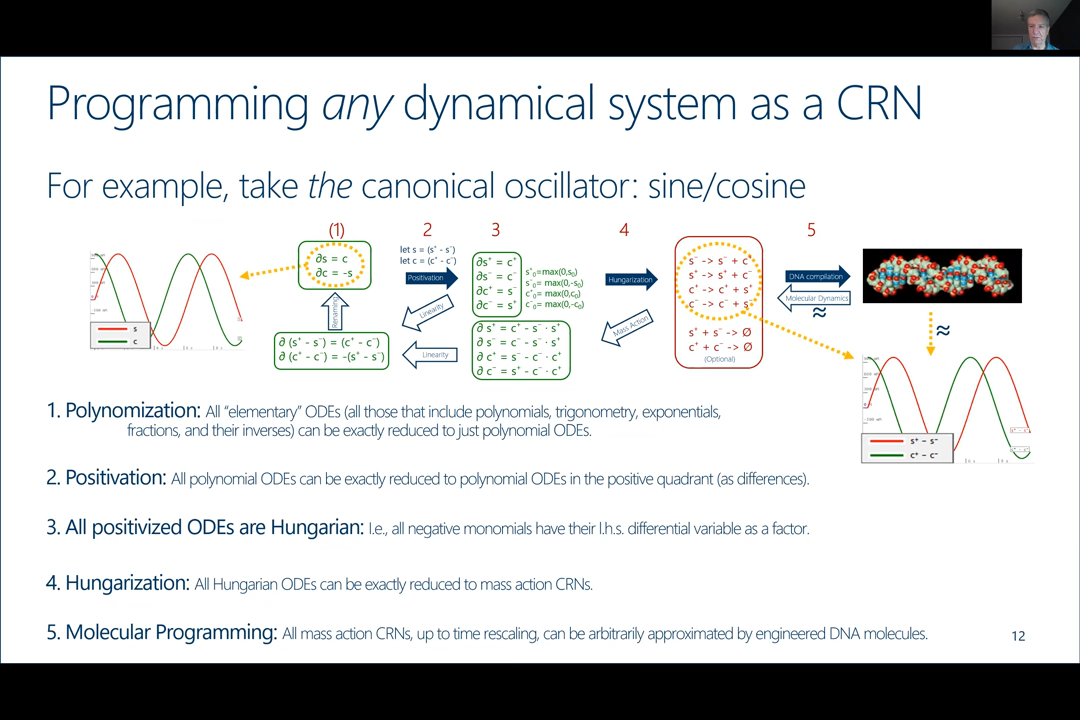 Programming any dynamical system as a CRN
For example, take the canonical oscillator: sine/cosine
(1)
2
3
4
5
∂s = c
∂c = -s
let s = (s⁺ - s⁻)
let c = (c⁺ - c⁻)
Positivation
∂s⁺ = c⁺
∂s⁻ = c⁻
∂c⁺ = s⁻
∂c⁻ = s⁺
s⁺₀=max(0,s₀)
s⁻₀= max(0,-s₀)
c⁺₀= max(0,c₀)
c⁻₀= max(0,-c₀)
Hungarization
s⁻ -> s⁻ + c⁺
s⁺ -> s⁺ + c⁻
c⁺ -> c⁺ + s⁺
c⁻ -> c⁻ + s⁻
s⁺ + s⁻ -> Ø
c⁺ + c⁻ -> Ø
(Optional)
DNA compilation
Molecular Dynamics
≈
≈
Renaming
Linearity
Mass Action
∂ (s⁺ - s⁻) = (c⁺ - c⁻)
∂ (c⁺ - c⁻) = -(s⁺ - s⁻)
Linearity
∂ s⁺ = c⁺ - s⁻ · s⁺
∂ s⁻ = c⁻ - s⁺ · s⁻
∂ c⁺ = s⁻ - c⁻ · c⁺
∂ c⁻ = s⁺ - c⁺ · c⁻
s
c
s⁺ − s⁻
c⁺ − c⁻
1. Polynomization: All “elementary” ODEs (all those that include polynomials, trigonometry, exponentials,
fractions, and their inverses) can be exactly reduced to just polynomial ODEs.
2. Positivation: All polynomial ODEs can be exactly reduced to polynomial ODEs in the positive quadrant (as differences).
3. All positivized ODEs are Hungarian: I.e., all negative monomials have their l.h.s. differential variable as a factor.
4. Hungarization: All Hungarian ODEs can be exactly reduced to mass action CRNs.
5. Molecular Programming: All mass action CRNs, up to time rescaling, can be arbitrarily approximated by engineered DNA molecules.
12